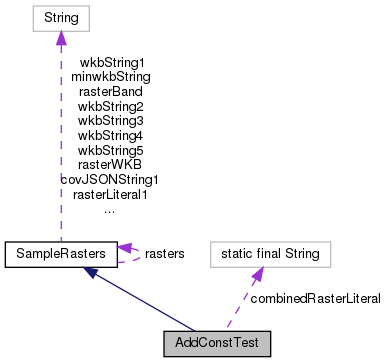 String
wkbString1
minwkbString
rasterBand
wkbString2
wkbString3
wkbString4
wkbString5
rasterWKB
covJSONString1
rasterLiteral1
...
SampleRasters
rasters
static final String
combinedRasterLiteral
AddConstTest